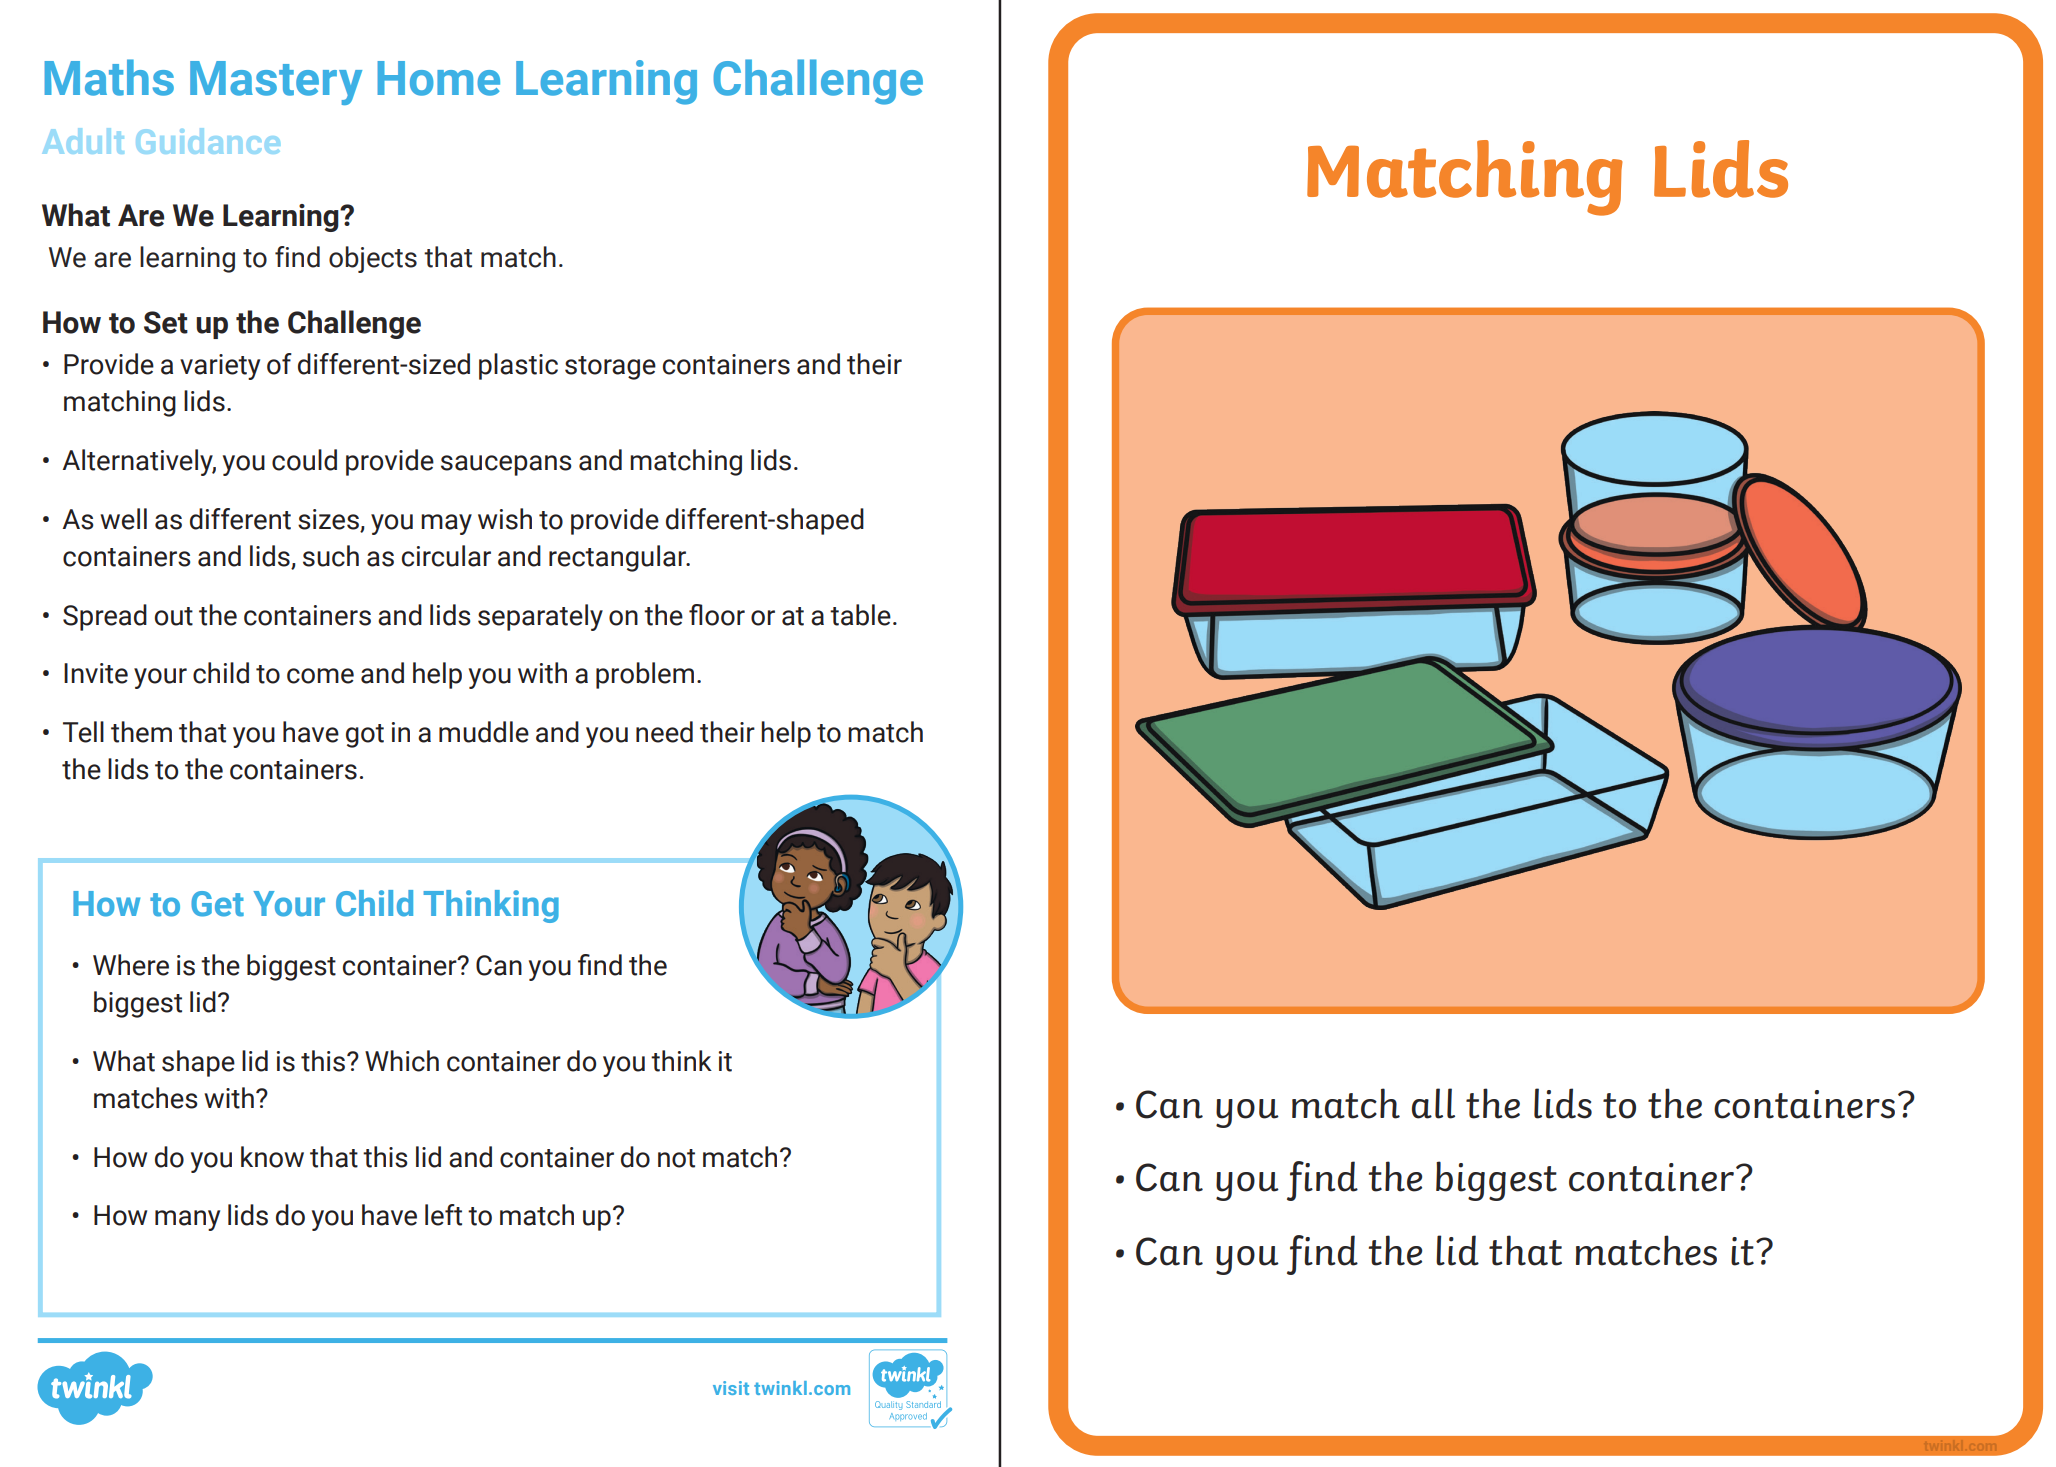 Maths Mastery Home Learning Challenge
Adult Guidance
What Are We Learning?
We are learning to find objects that match.
How to Set up the Challenge
• Provide a variety of different-sized plastic storage containers and their
matching lids.
• Alternatively, you could provide saucepans and matching lids.
• As well as different sizes, you may wish to provide different-shaped
containers and lids, such as circular and rectangular.
• Spread out the containers and lids separately on the floor or at a table.
• Invite your child to come and help you with a problem.
• Tell them that you have got in a muddle and you need their help to match
the lids to the containers.
How to Get Your Child Thinking
• Where is the biggest container? Can you find the
biggest lid?
• What shape lid is this? Which container do you think it
matches with?
• How do you know that this lid and container do not match?
• How many lids do you have left to match up?
twinkl
visit twinkl.com
twinkl
Quality Standard
Approved
Matching Lids
• Can you match all the lids to the containers?
• Can you find the biggest container?
• Can you find the lid that matches it?
twinkl.com